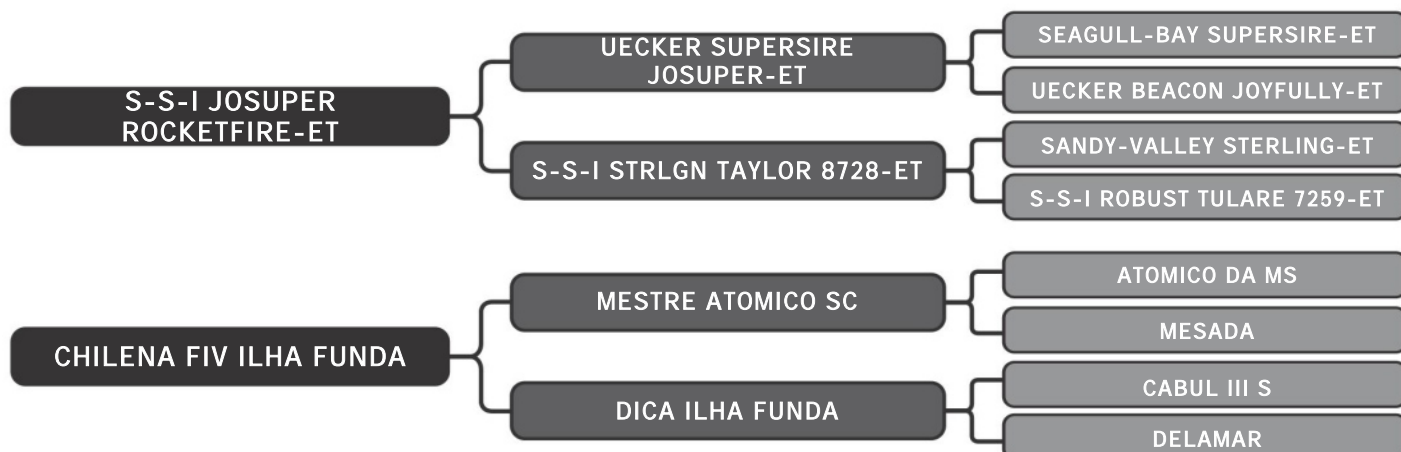 S-S-I JOSUPER
ROCKETFIRE-ET
UECKER SUPERSIRE
JOSUPER-ET
SEAGULL-BAY SUPERSIRE-ET
UECKER BEACON JOYFULLY-ET
S-S-I STRLGN TAYLOR 8728-ET
SANDY-VALLEY STERLING-ET
S-S-I ROBUST TULARE 7259-ET
CHILENA FIV ILHA FUNDA
MESTRE ATOMICO SC
ATOMICO DA MS
MESADA
DICA ILHA FUNDA
CABUL III S
DELAMAR